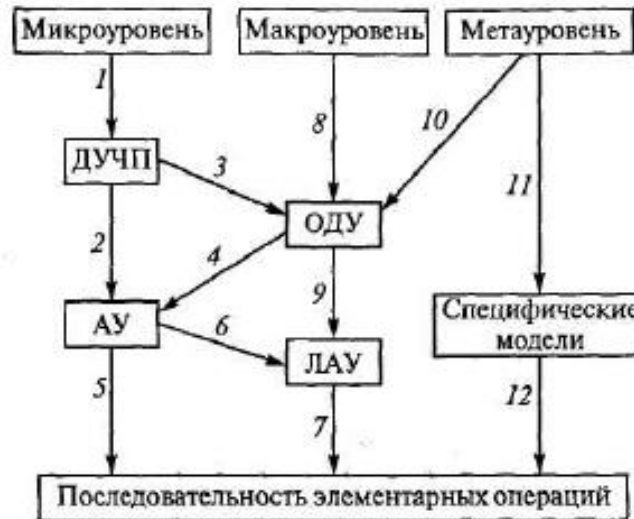 Микроуровень
Макроуровень
Метауровень
1
8
10
ДУЧП
3
11
2
ОДУ
4
9
АУ
6
Специфические
модели
5
ЛАУ
7
12
Последовательность элементарных операций